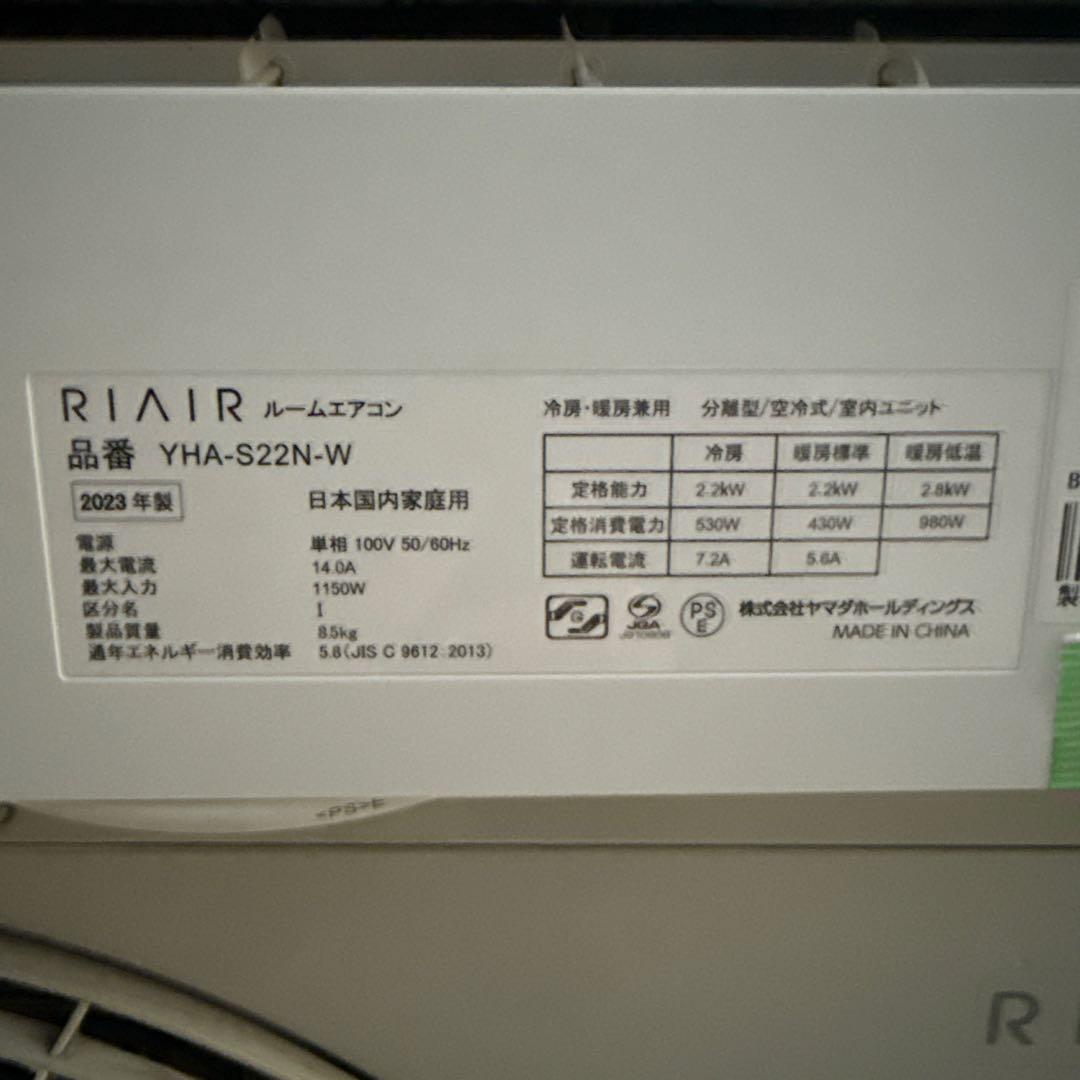 RIAIR ルームエアコン
品番 YHA-S22N-W
2023 年製 日本国内家庭用
電源 単相 100V 50/60Hz
最大電流 14.0A
最大入力 1150W
区分名 I
製品質量 8.5kg
通年エネルギー消費効率 5.8(JIS C 9612:2013)
冷房・暖房兼用 分離型/空冷式/室内ユニット
冷房 暖房標準 暖房低温
定格能力 2.2kW 2.2kW 2.8kW
定格消費電力 530W 430W 980W
運転電流 7.2A 5.6A
G JQA PS E 株式会社ヤマダホールディングス
MADE IN CHINA
B
製
<PS>E
R